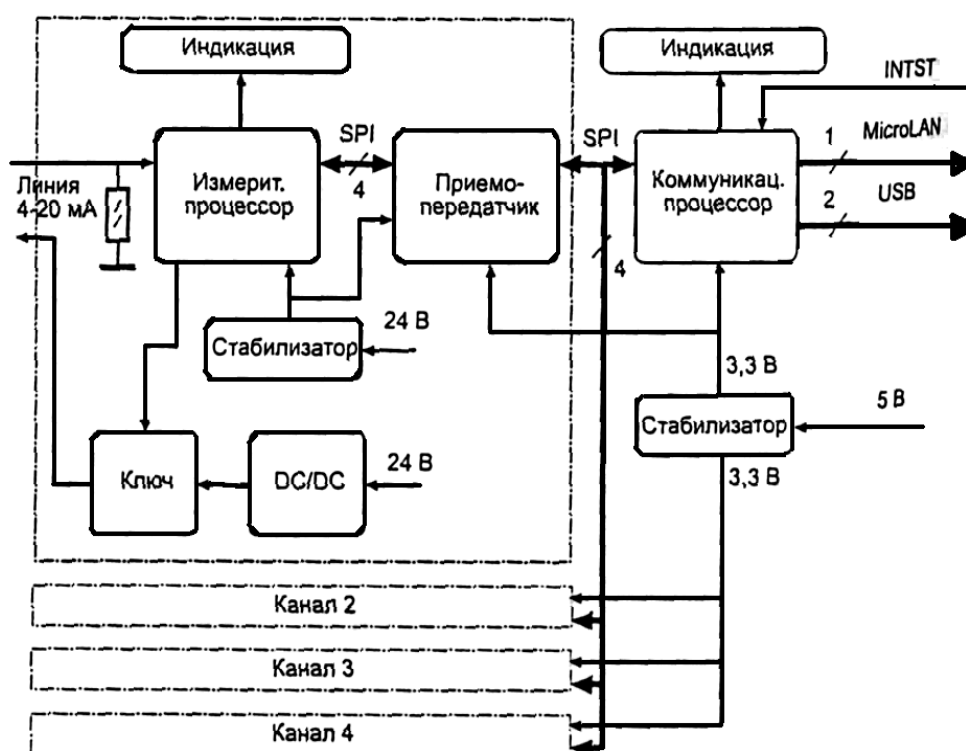 Индикация
Индикация
INTST
SPI
SPI
1
MicroLAN
4
Линия
4-20 мА
Измерит.
процессор
Приемо-
передатчик
Коммуникац.
процессор
2
USB
4
24 В
Стабилизатор
3,3 В
Стабилизатор
5 В
Ключ
DC/DC
24 В
3,3 В
Канал 2
Канал 3
Канал 4